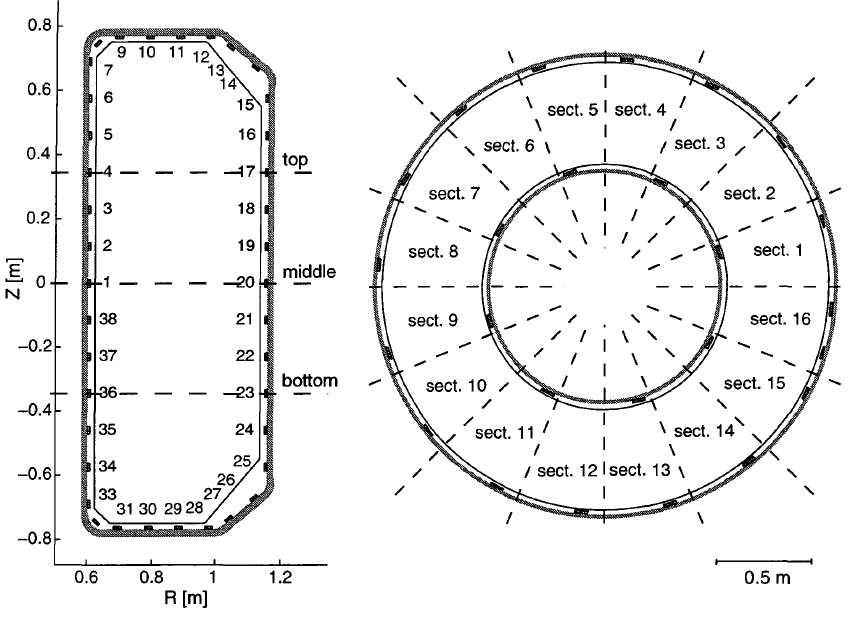 0.8
0.6
0.4
0.2
0
−0.2
−0.4
−0.6
−0.8
Z [m]
9 10 11 12
7 13
6 14
5 15
4 16
3 17 top
2 18
1 19
38 20 middle
37 21
36 22
35 23 bottom
34 24
33 25
31 30 29 28 27 26
0.6 0.8 1 1.2
R [m]
sect. 5 sect. 4
sect. 6 sect. 3
sect. 7 sect. 2
sect. 8 sect. 1
sect. 9 sect. 16
sect. 10 sect. 15
sect. 11 sect. 14
sect. 12 sect. 13
0.5 m